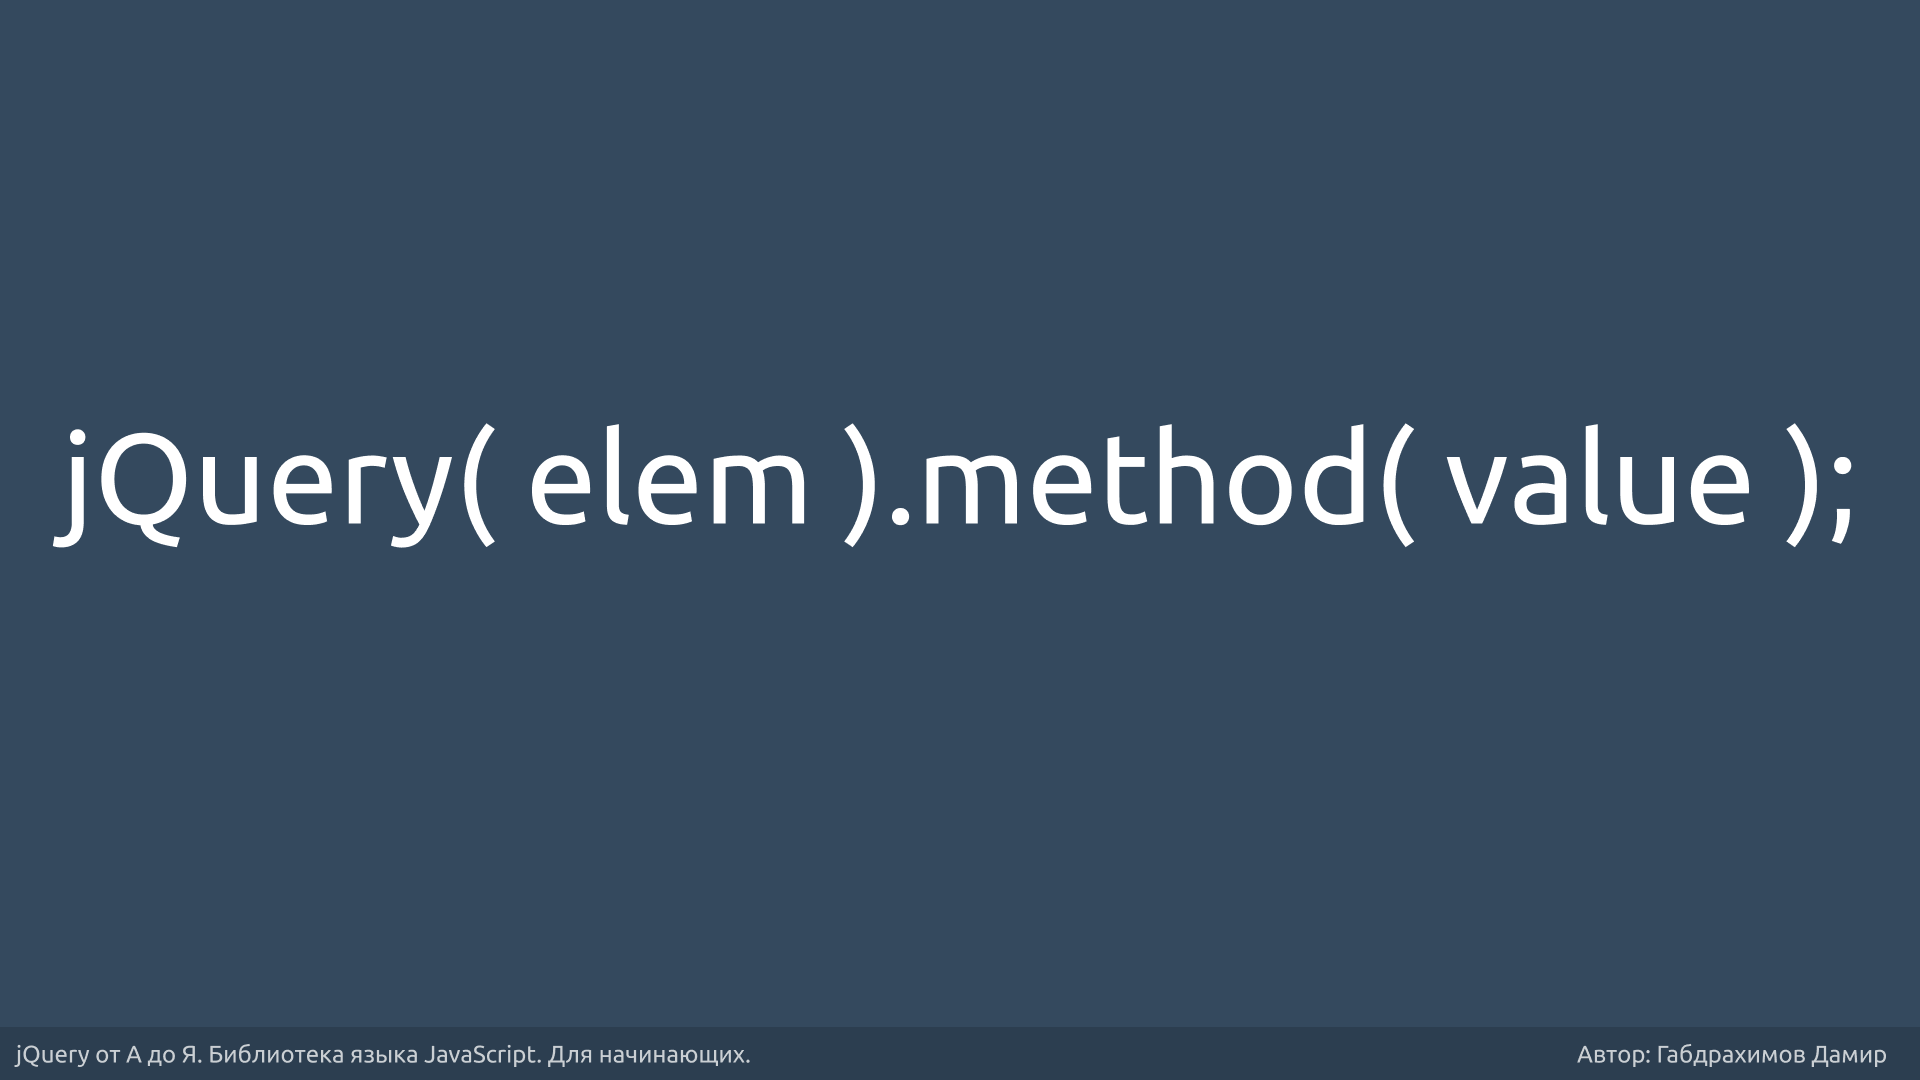 jQuery( elem ).method( value );
jQuery от А до Я. Библиотека языка JavaScript. Для начинающих.
Автор: Габдрахимов Дамир